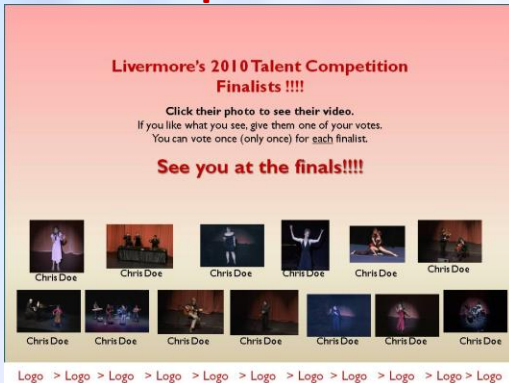 Livermore's 2010 Talent Competition
Finalists !!!!
Click their photo to see their video.
If you like what you see, give them one of your votes.
You can vote once (only once) for each finalist.
See you at the finals!!!!
Chris Doe Chris Doe Chris Doe Chris Doe Chris Doe Chris Doe
Chris Doe Chris Doe Chris Doe Chris Doe Chris Doe Chris Doe Chris Doe
Logo > Logo > Logo > Logo > Logo > Logo > Logo > Logo > Logo > Logo > Logo